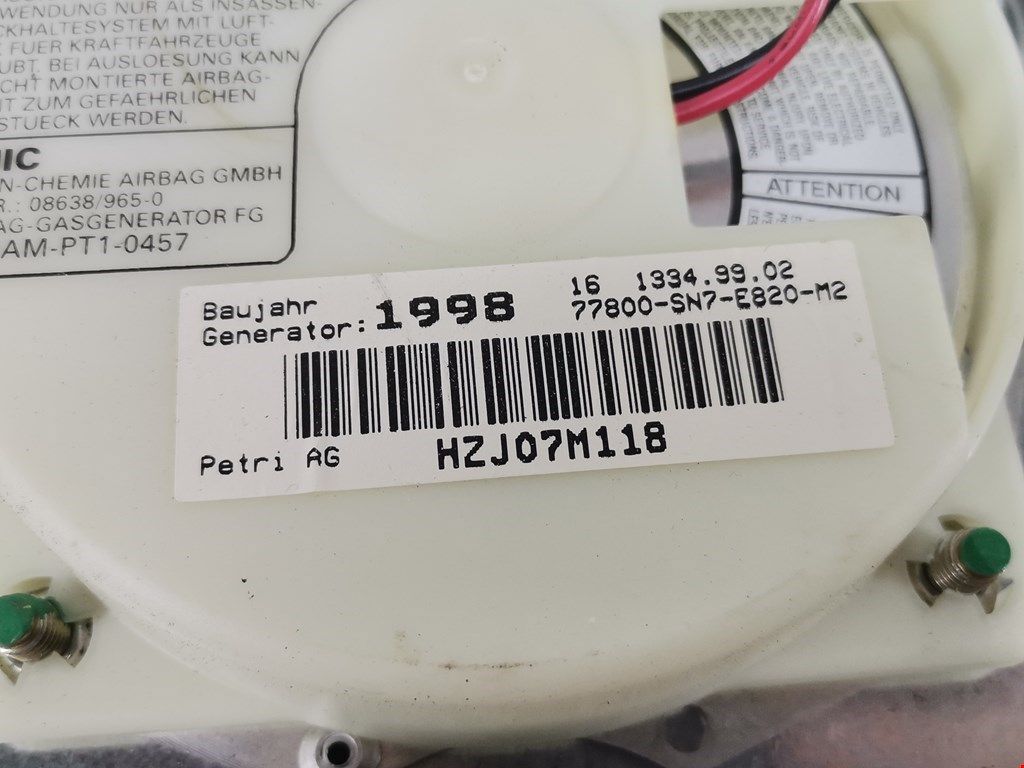 WENDUNG NUR ALS INSASSEN-
CKHALTESYSTEM MIT LUFT-
FUER KRAFTFAHRZEUGE
UBT. BEI AUSLOESUNG KANN
CHT MONTIERTE AIRBAG-
ZUM GEFAEHRLICHEN
STUECK WERDEN.
IC
N-CHEMIE AIRBAG GMBH
R.: 08638/965-0
AG-GASGENERATOR FG
AM-PT1-0457
ATTENTION
Baujahr
Generator: 1998
16 1334.99.02
77800-SN7-E820-M2
Petri AG
HZJ07M118